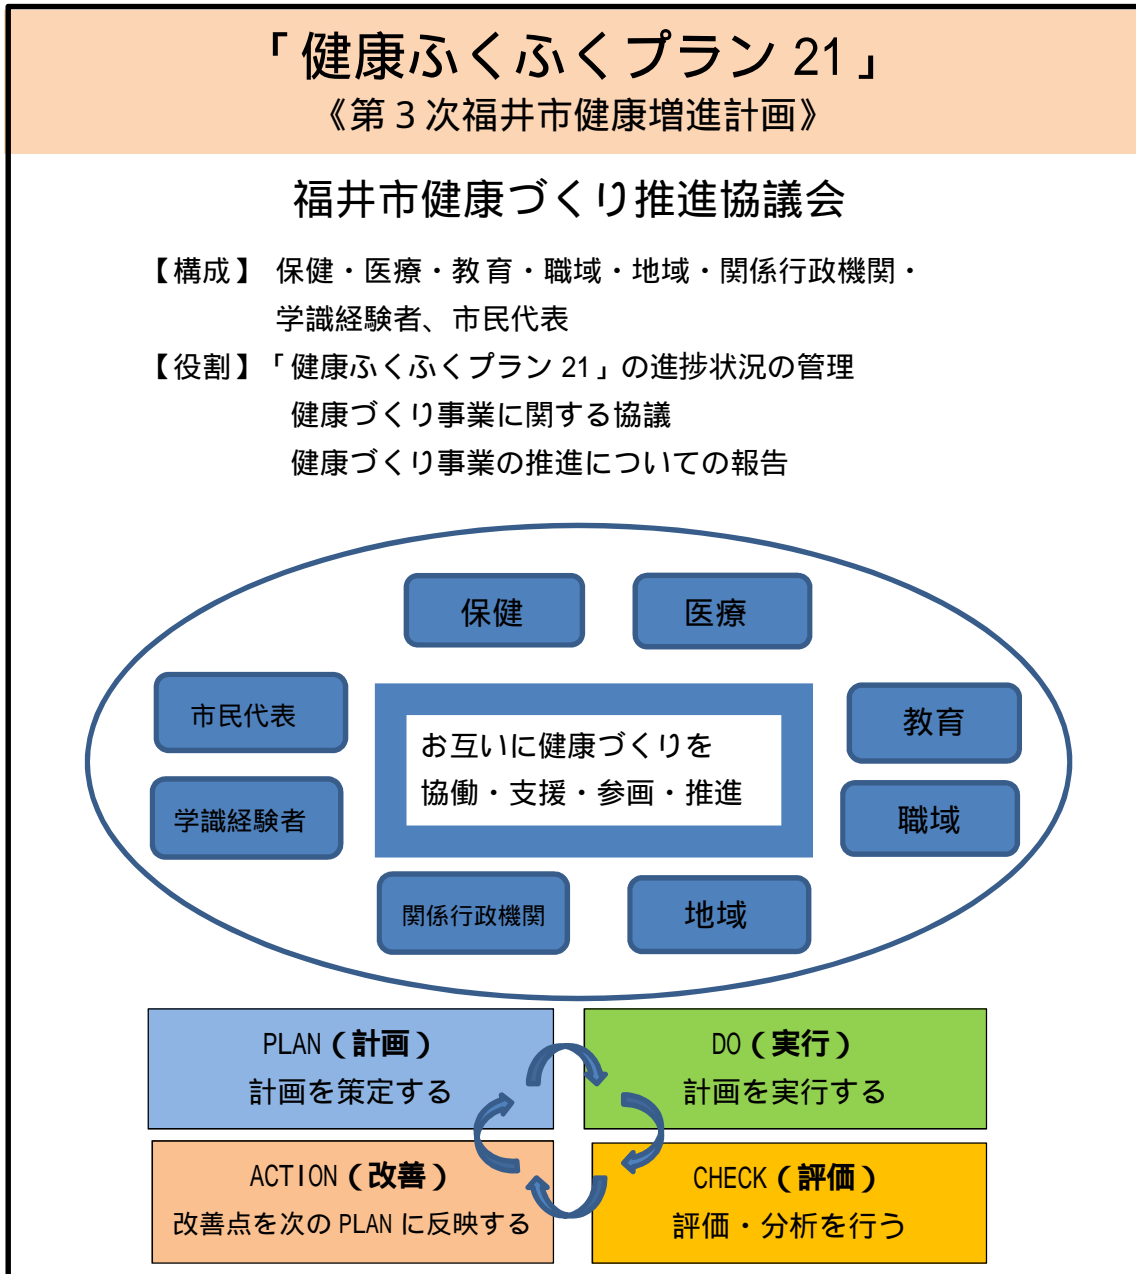 「健康ふくふくプラン 21」
《第3次福井市健康増進計画》
福井市健康づくり推進協議会
【構成】 保健・医療・教育・職域・地域・関係行政機関・
学識経験者、市民代表
【役割】「健康ふくふくプラン 21」の進捗状況の管理
健康づくり事業に関する協議
健康づくり事業の推進についての報告
保健
医療
市民代表
教育
お互いに健康づくりを
協働・支援・参画・推進
学識経験者
職域
関係行政機関
地域
PLAN(計画)
計画を策定する
DO(実行)
計画を実行する
ACTION(改善)
改善点を次の PLAN に反映する
CHECK(評価)
評価・分析を行う